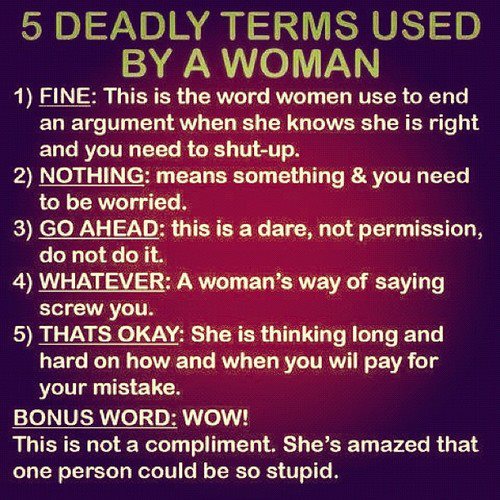 5 DEADLY TERMS USED
BY A WOMAN
1) FINE: This is the word women use to end
an argument when she knows she is right
and you need to shut-up.
2) NOTHING: means something & you need
to be worried.
3) GO AHEAD: this is a dare, not permission,
do not do it.
4) WHATEVER: A woman's way of saying
screw you.
5) THATS OKAY: She is thinking long and
hard on how and when you wil pay for
your mistake.
BONUS WORD: WOW!
This is not a compliment. She's amazed that
one person could be so stupid.